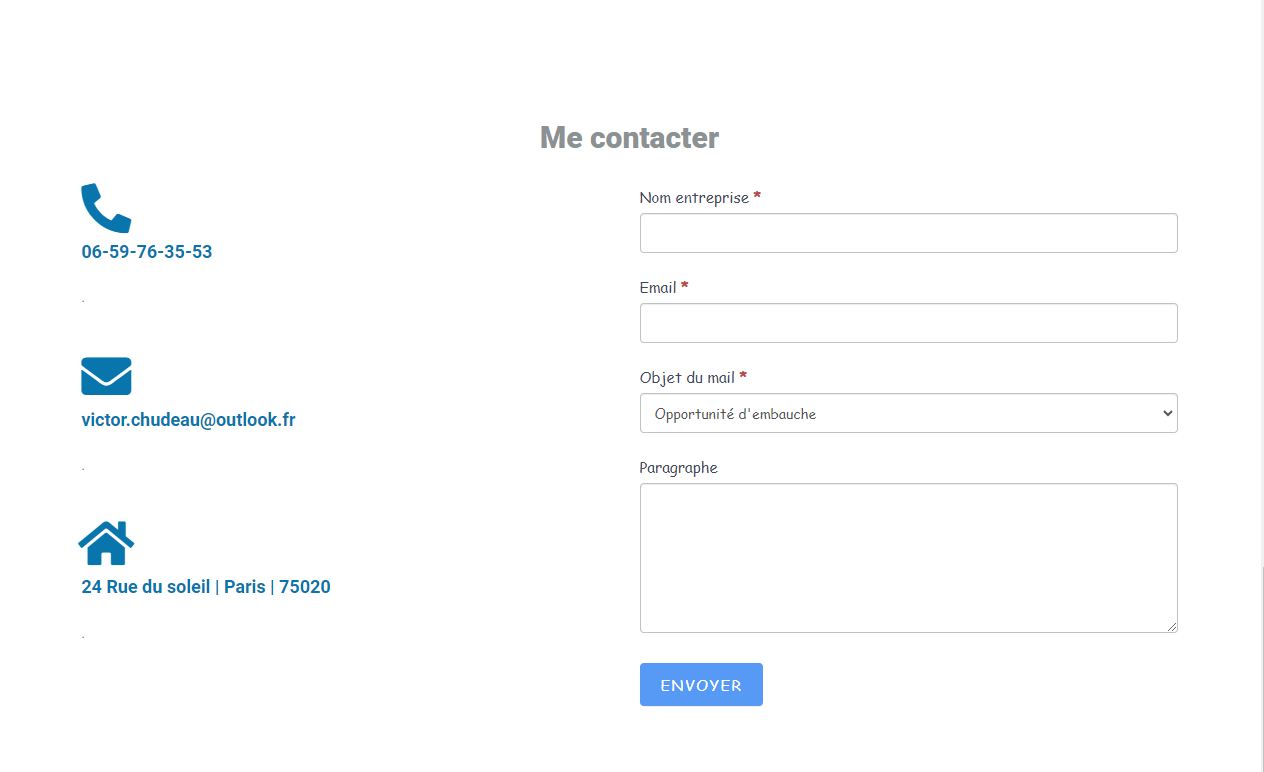 Me contacter
06-59-76-35-53
.
victor.chudeau@outlook.fr
.
24 Rue du soleil | Paris | 75020
.
Nom entreprise *
Email *
Objet du mail *
Opportunité d'embauche
Paragraphe
ENVOYER